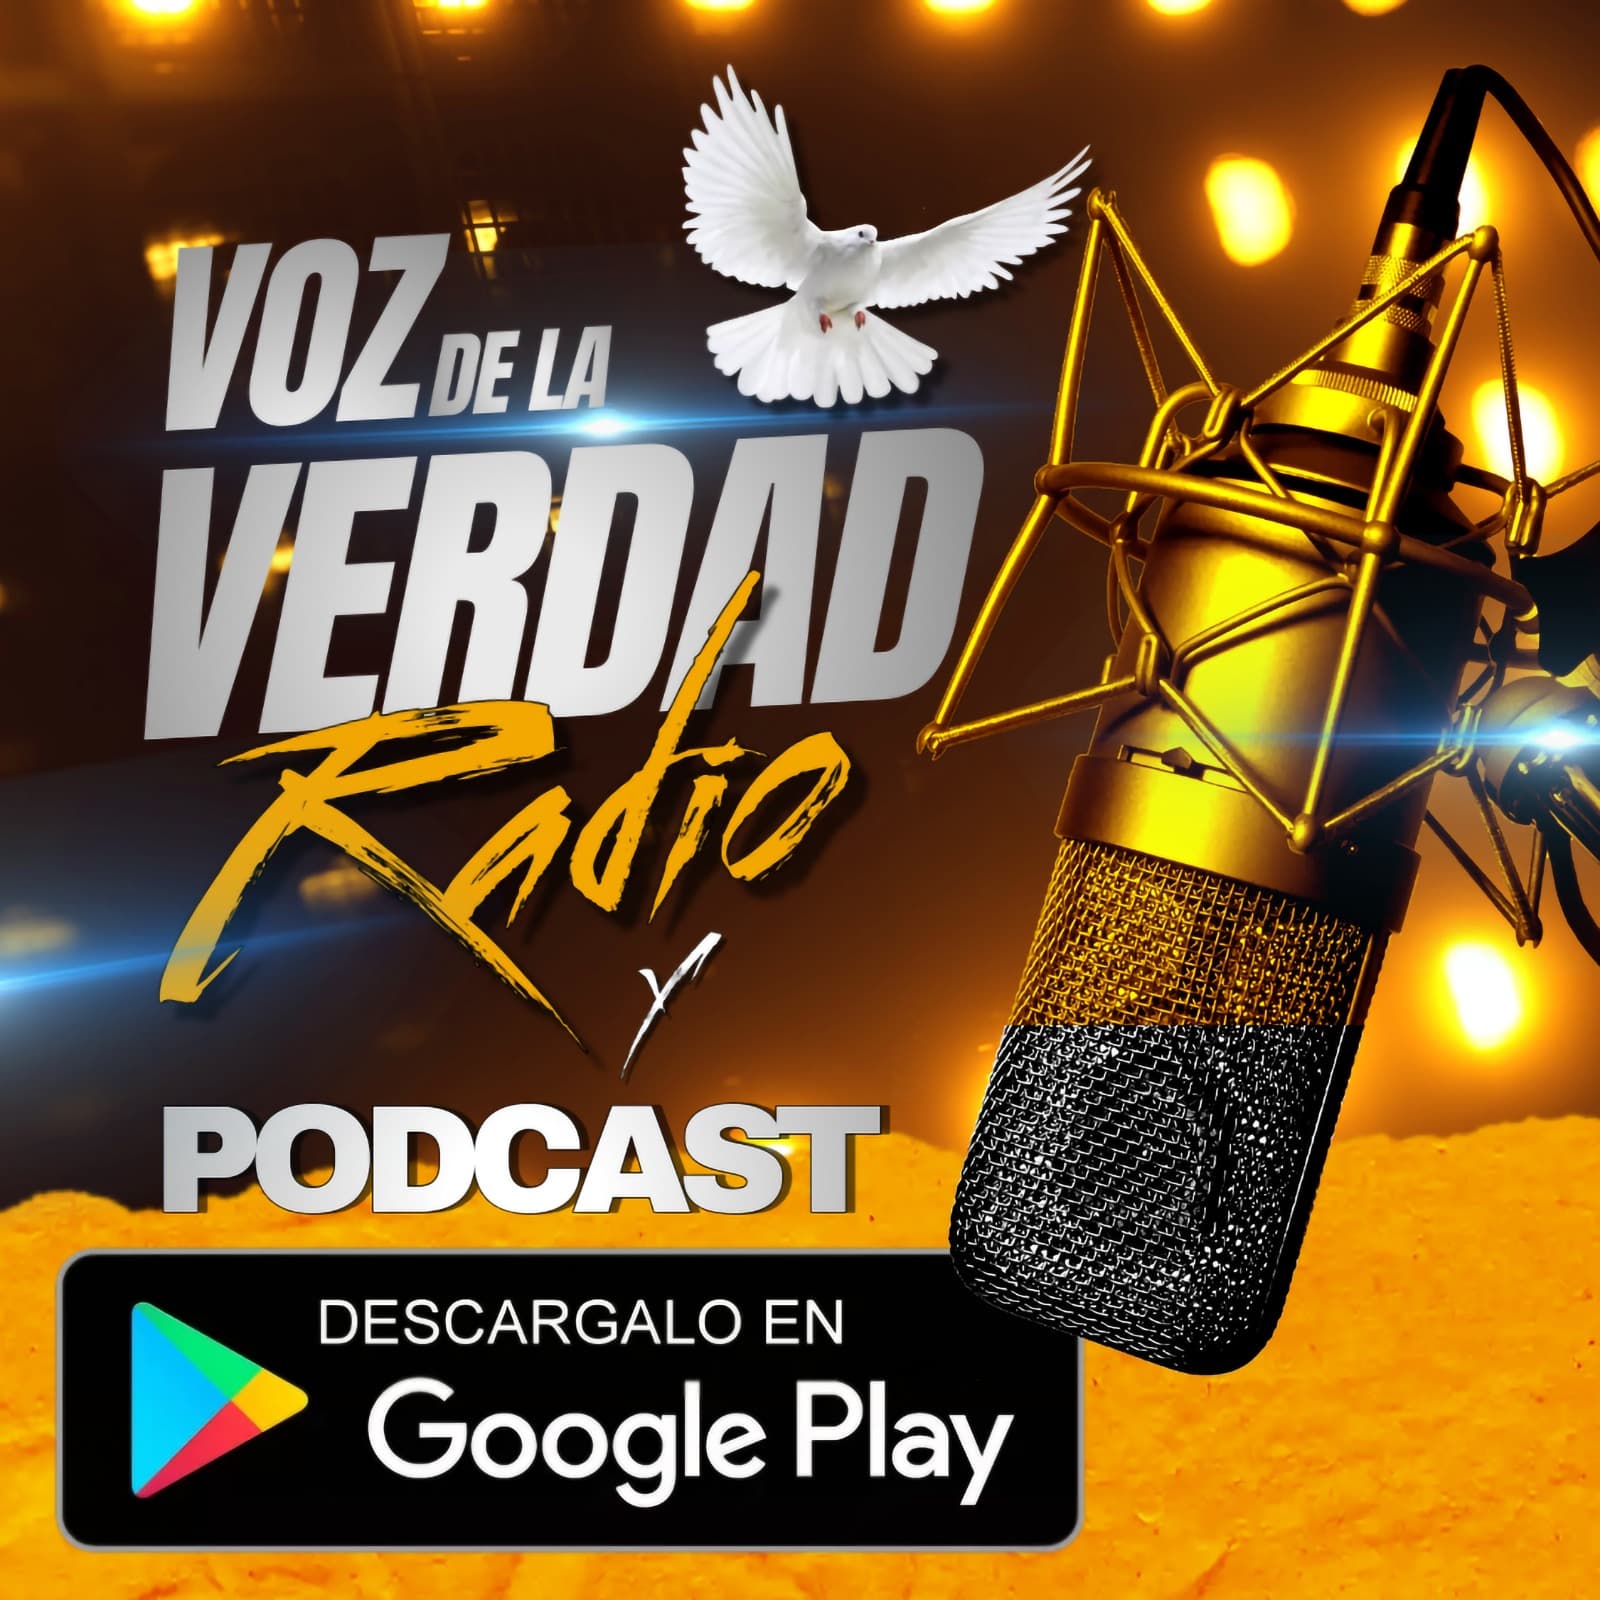 VOZ DE LA
VERDAD
Radio
y
PODCAST
DESCARGALO EN
Google Play